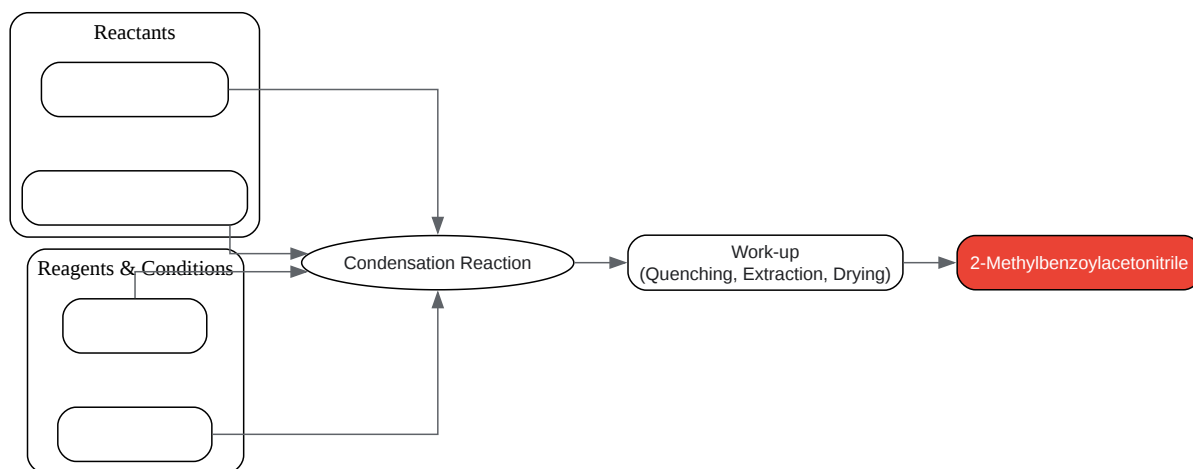 Reactants
Reagents & Conditions
Condensation Reaction
Work-up
(Quenching, Extraction, Drying)
2-Methylbenzoylacetonitrile